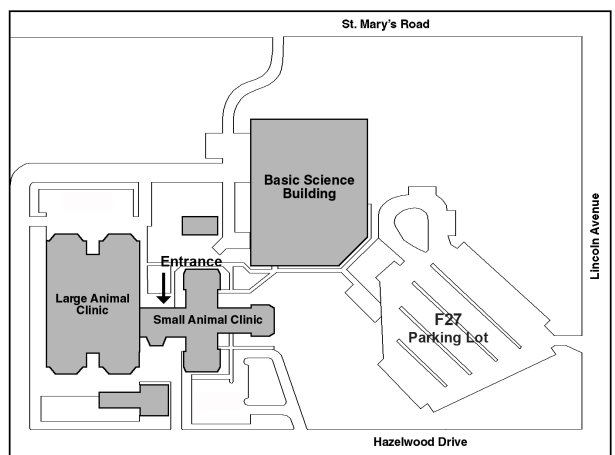 St. Mary's Road
Basic Science
Building
Lincoln Avenue
Entrance
Large Animal
Clinic
Small Animal Clinic
F27
Parking Lot
Hazelwood Drive